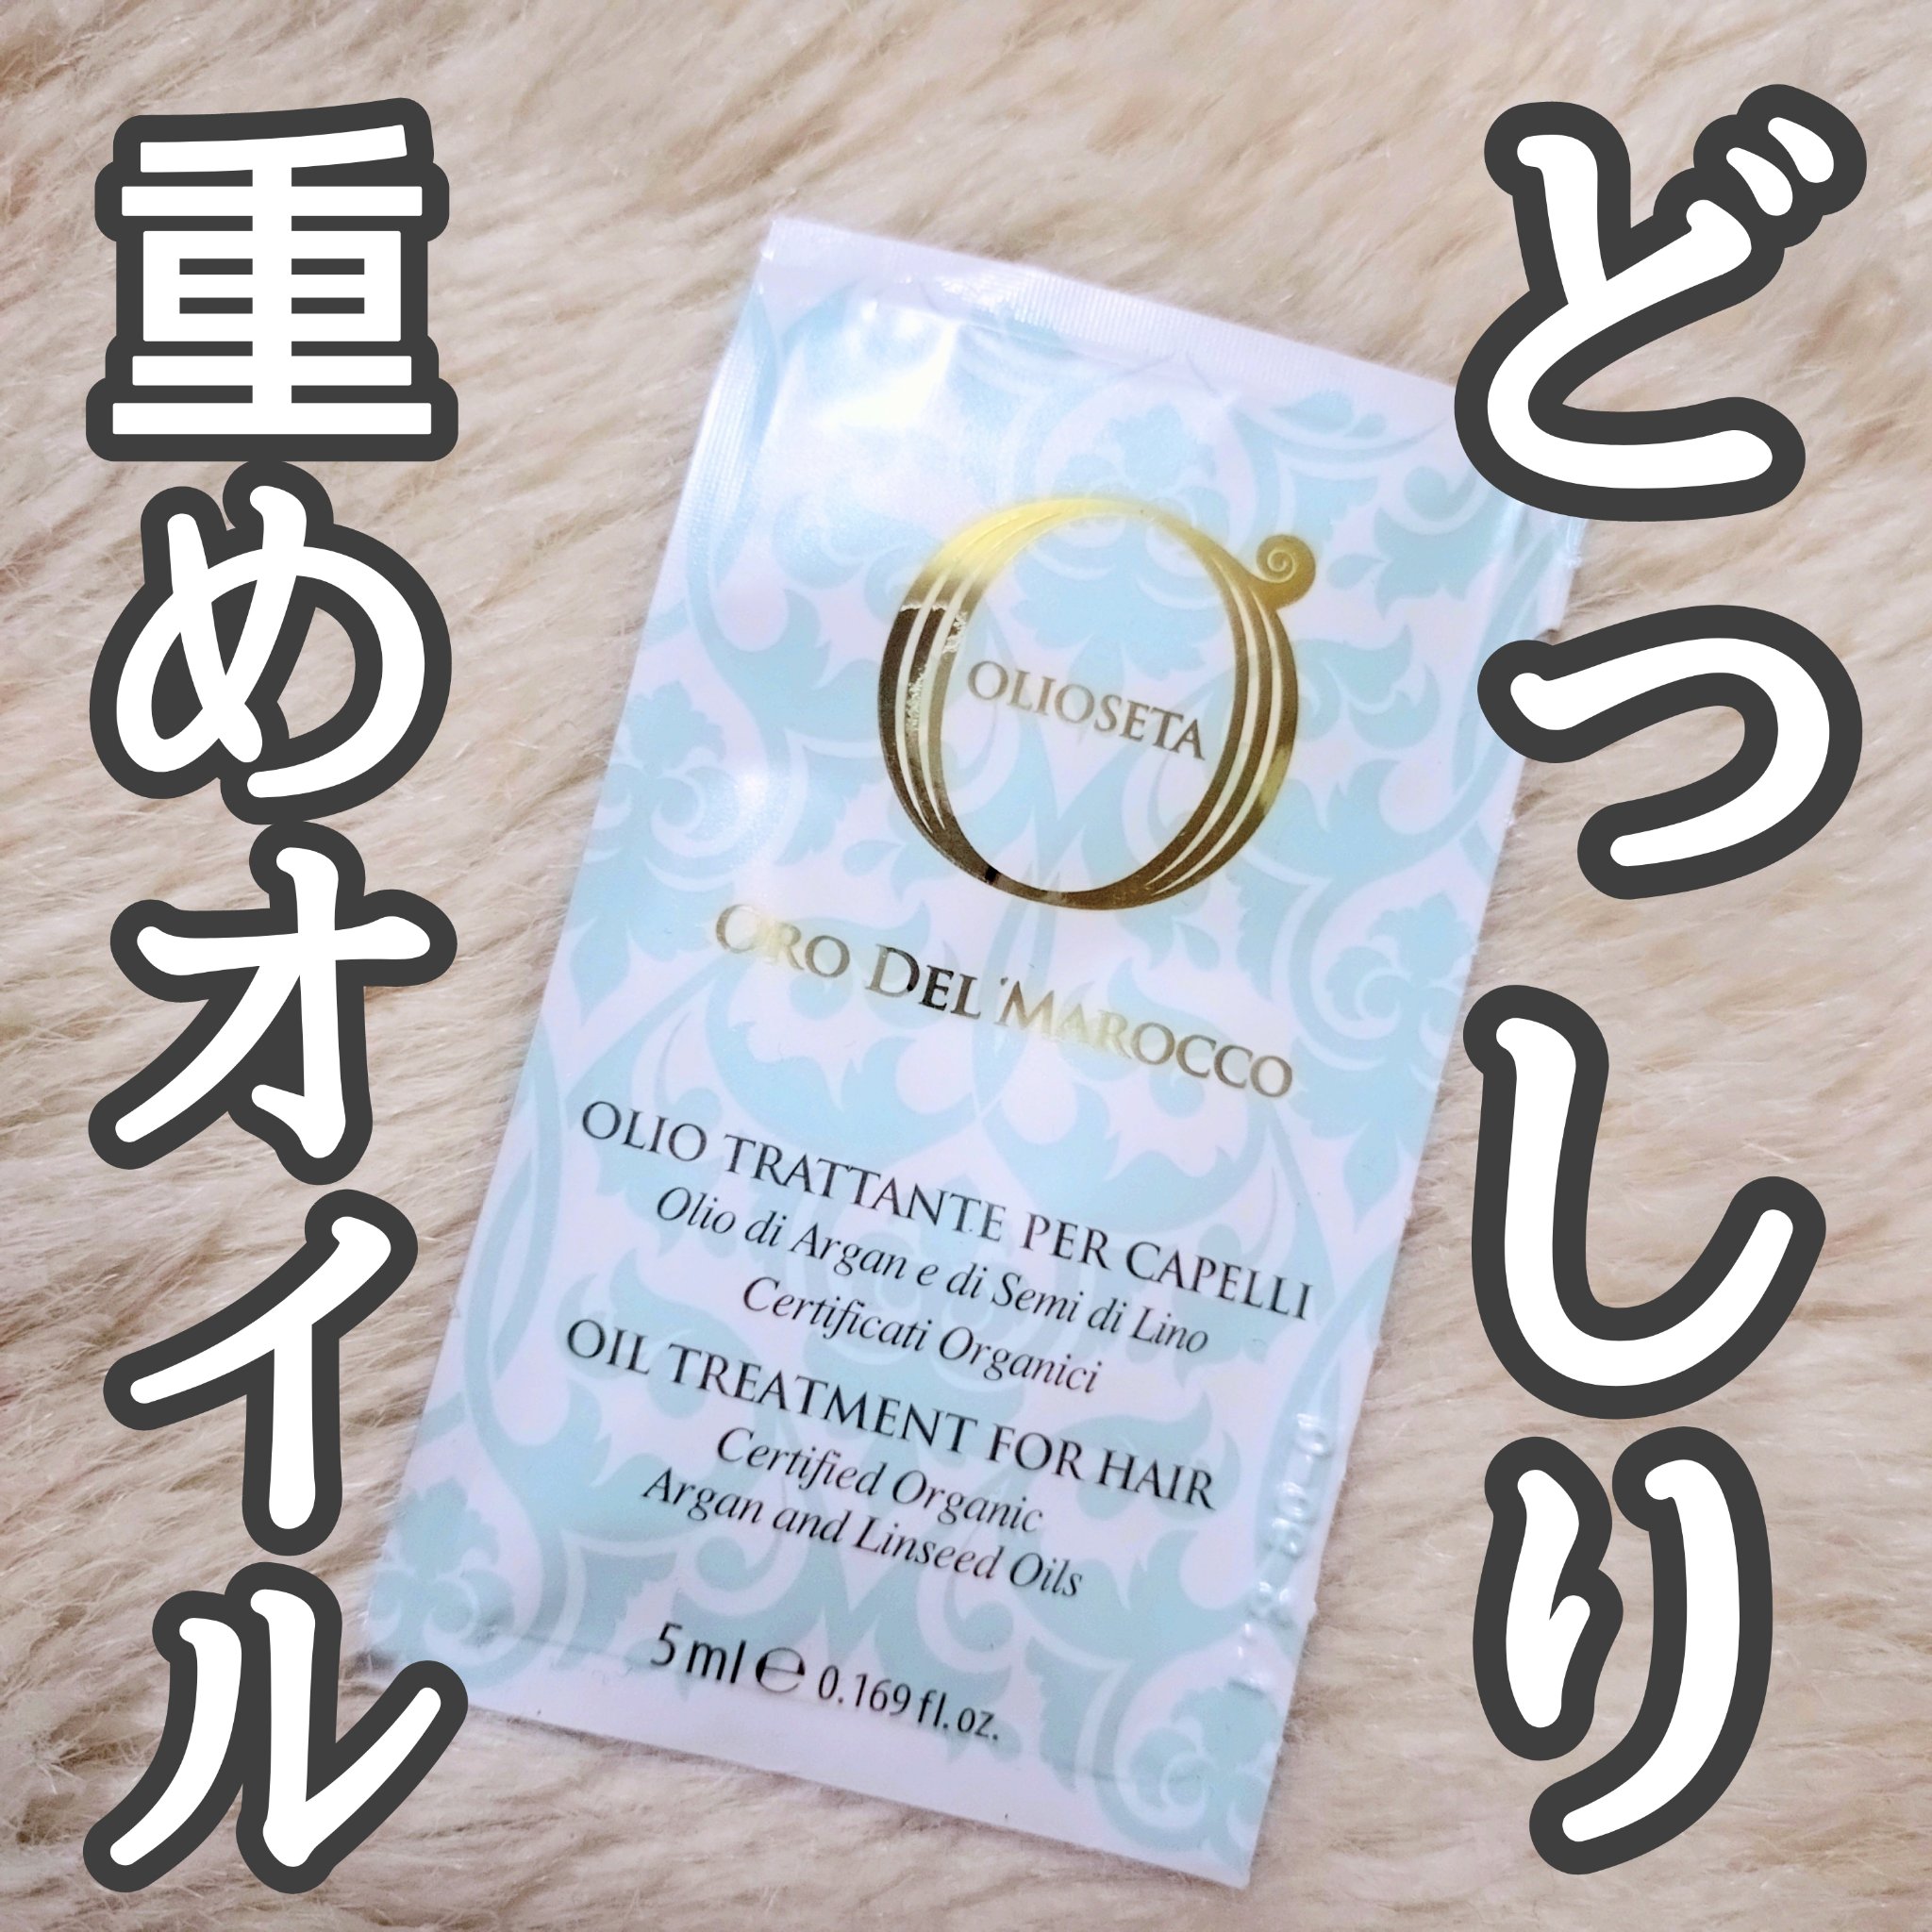 どっしり
重めオイル
OLIOSETA
ORO DEL MAROCCO
OLIO TRATTANTE PER CAPELLI
Olio di Argan e di Semi di Lino
Certificati Organici
OIL TREATMENT FOR HAIR
Certified Organic
Argan and Linseed Oils
5 ml ℮ 0.169 fl. oz.